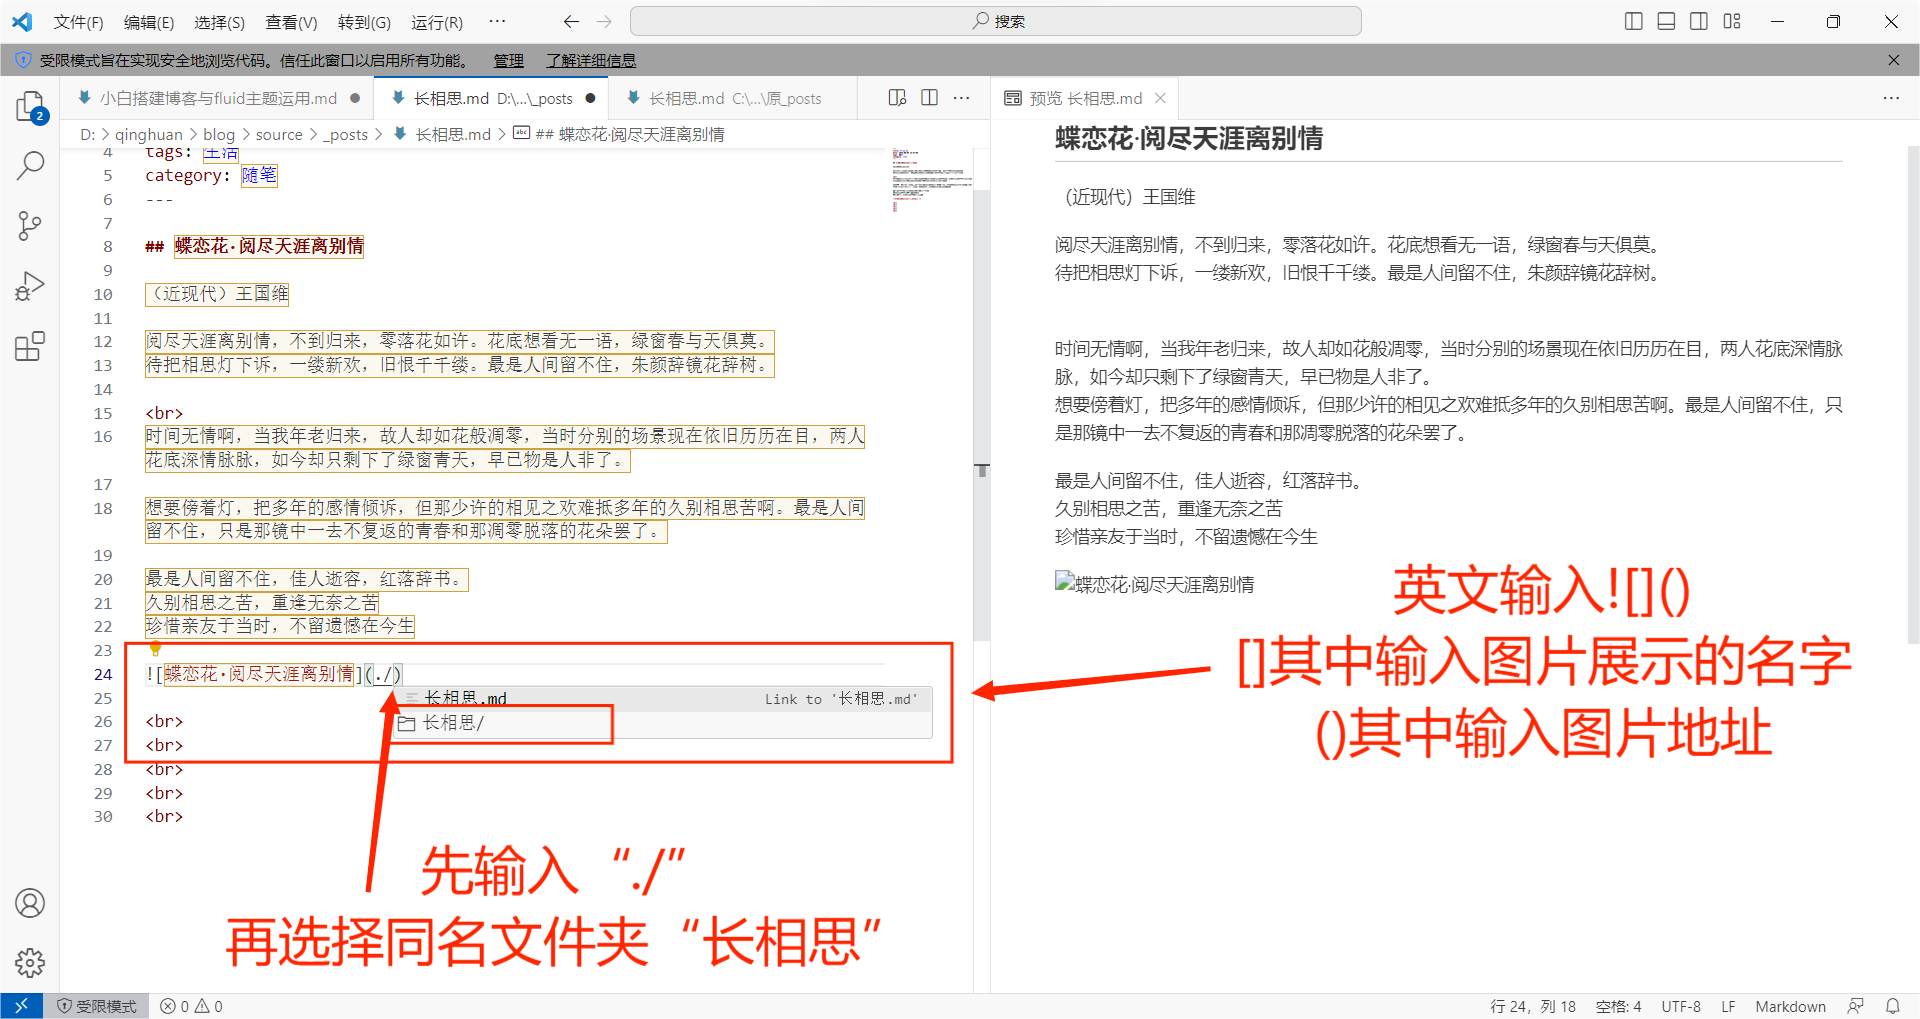 文件(F) 编辑(E) 选择(S) 查看(V) 转到(G) 运行(R) ··· 搜索
受限模式旨在实现安全地浏览代码。信任此窗口以启用所有功能。 管理 了解详细信息
小白搭建博客与fluid主题运用.md 长相思.md D:\...\_posts 长相思.md C:\...\原_posts
预览 长相思.md
2
D: > qinghuan > blog > source > _posts > 长相思.md > ## 蝶恋花·阅尽天涯离别情
4 tags: 生活
5 category: 随笔
6 ---
7
8 ## 蝶恋花·阅尽天涯离别情
9
10 （近现代）王国维
11
12 阅尽天涯离别情，不到归来，零落花如许。花底想看无一语，绿窗春与天俱莫。
13 待把相思灯下诉，一缕新欢，旧恨千千缕。最是人间留不住，朱颜辞镜花辞树。
14
15 <br>
16 时间无情啊，当我年老归来，故人却如花般凋零，当时分别的场景现在依旧历历在目，两人
花底深情脉脉，如今却只剩下了绿窗青天，早已物是人非了。
17
18 想要傍着灯，把多年的感情倾诉，但那少许的相见之欢难抵多年的久别相思苦啊。最是人间
留不住，只是那镜中一去不复返的青春和那凋零脱落的花朵罢了。
19
20 最是人间留不住，佳人逝容，红落辞书。
21 久别相思之苦，重逢无奈之苦
22 珍惜亲友于当时，不留遗憾在今生
23
24 ![蝶恋花·阅尽天涯离别情](./)
25
长相思.md Link to '长相思.md'
长相思/
26 <br>
27 <br>
28 <br>
29 <br>
30 <br>
先输入“./”
再选择同名文件夹“长相思”
蝶恋花·阅尽天涯离别情
（近现代）王国维
阅尽天涯离别情，不到归来，零落花如许。花底想看无一语，绿窗春与天俱莫。
待把相思灯下诉，一缕新欢，旧恨千千缕。最是人间留不住，朱颜辞镜花辞树。
时间无情啊，当我年老归来，故人却如花般凋零，当时分别的场景现在依旧历历在目，两人花底深情脉
脉，如今却只剩下了绿窗青天，早已物是人非了。
想要傍着灯，把多年的感情倾诉，但那少许的相见之欢难抵多年的久别相思苦啊。最是人间留不住，只
是那镜中一去不复返的青春和那凋零脱落的花朵罢了。
最是人间留不住，佳人逝容，红落辞书。
久别相思之苦，重逢无奈之苦
珍惜亲友于当时，不留遗憾在今生
蝶恋花·阅尽天涯离别情
英文输入![]()
[]其中输入图片展示的名字
()其中输入图片地址
受限模式 0 0 行 24，列 18 空格: 4 UTF-8 LF Markdown